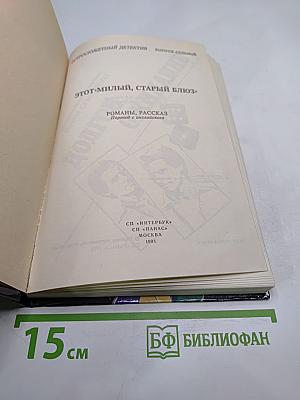 ОСТРОСЮЖЕТНЫЙ ДЕТЕКТИВ ВЫПУСК СЕДЬМОЙ
ЭТОТ «МИЛЫЙ, СТАРЫЙ БЛЮЗ»
РОМАНЫ, РАССКАЗ
Перевод с английского
СП «ИНТЕРБУК»
СП «ПАНАС»
МОСКВА
1991
15 см
БФ БИБЛИОФАН